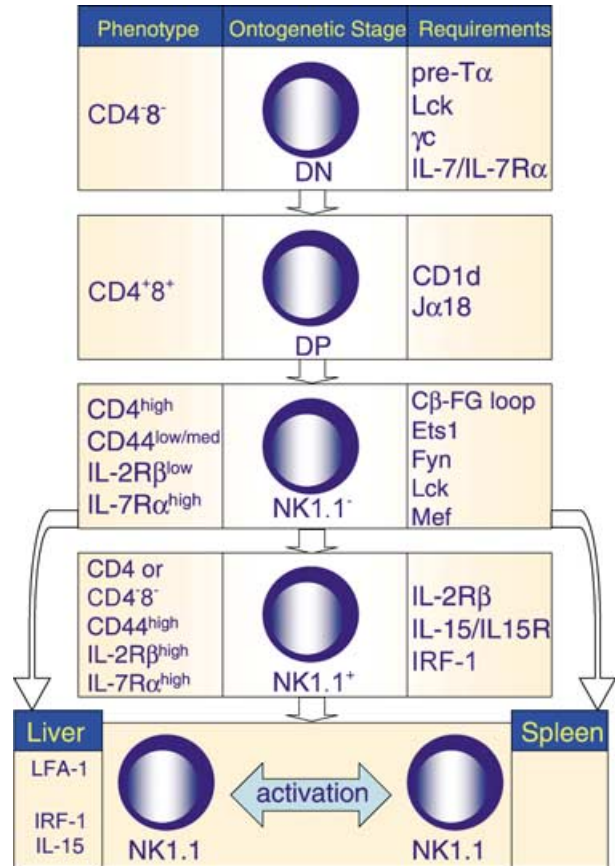 Phenotype Ontogenetic Stage Requirements
CD4⁻8⁻
DN
pre-Tα
Lck
γc
IL-7/IL-7Rα
CD4⁺8⁺
DP
CD1d
Jα18
CD4ʰⁱᵍʰ
CD44ˡᵒʷ/ᵐᵉᵈ
IL-2Rβˡᵒʷ
IL-7Rαʰⁱᵍʰ
NK1.1⁻
Cβ-FG loop
Ets1
Fyn
Lck
Mef
CD4 or
CD4⁻8⁻
CD44ʰⁱᵍʰ
IL-2Rβʰⁱᵍʰ
IL-7Rαʰⁱᵍʰ
NK1.1⁺
IL-2Rβ
IL-15/IL15R
IRF-1
Liver
LFA-1
IRF-1
IL-15
NK1.1
activation
NK1.1
Spleen